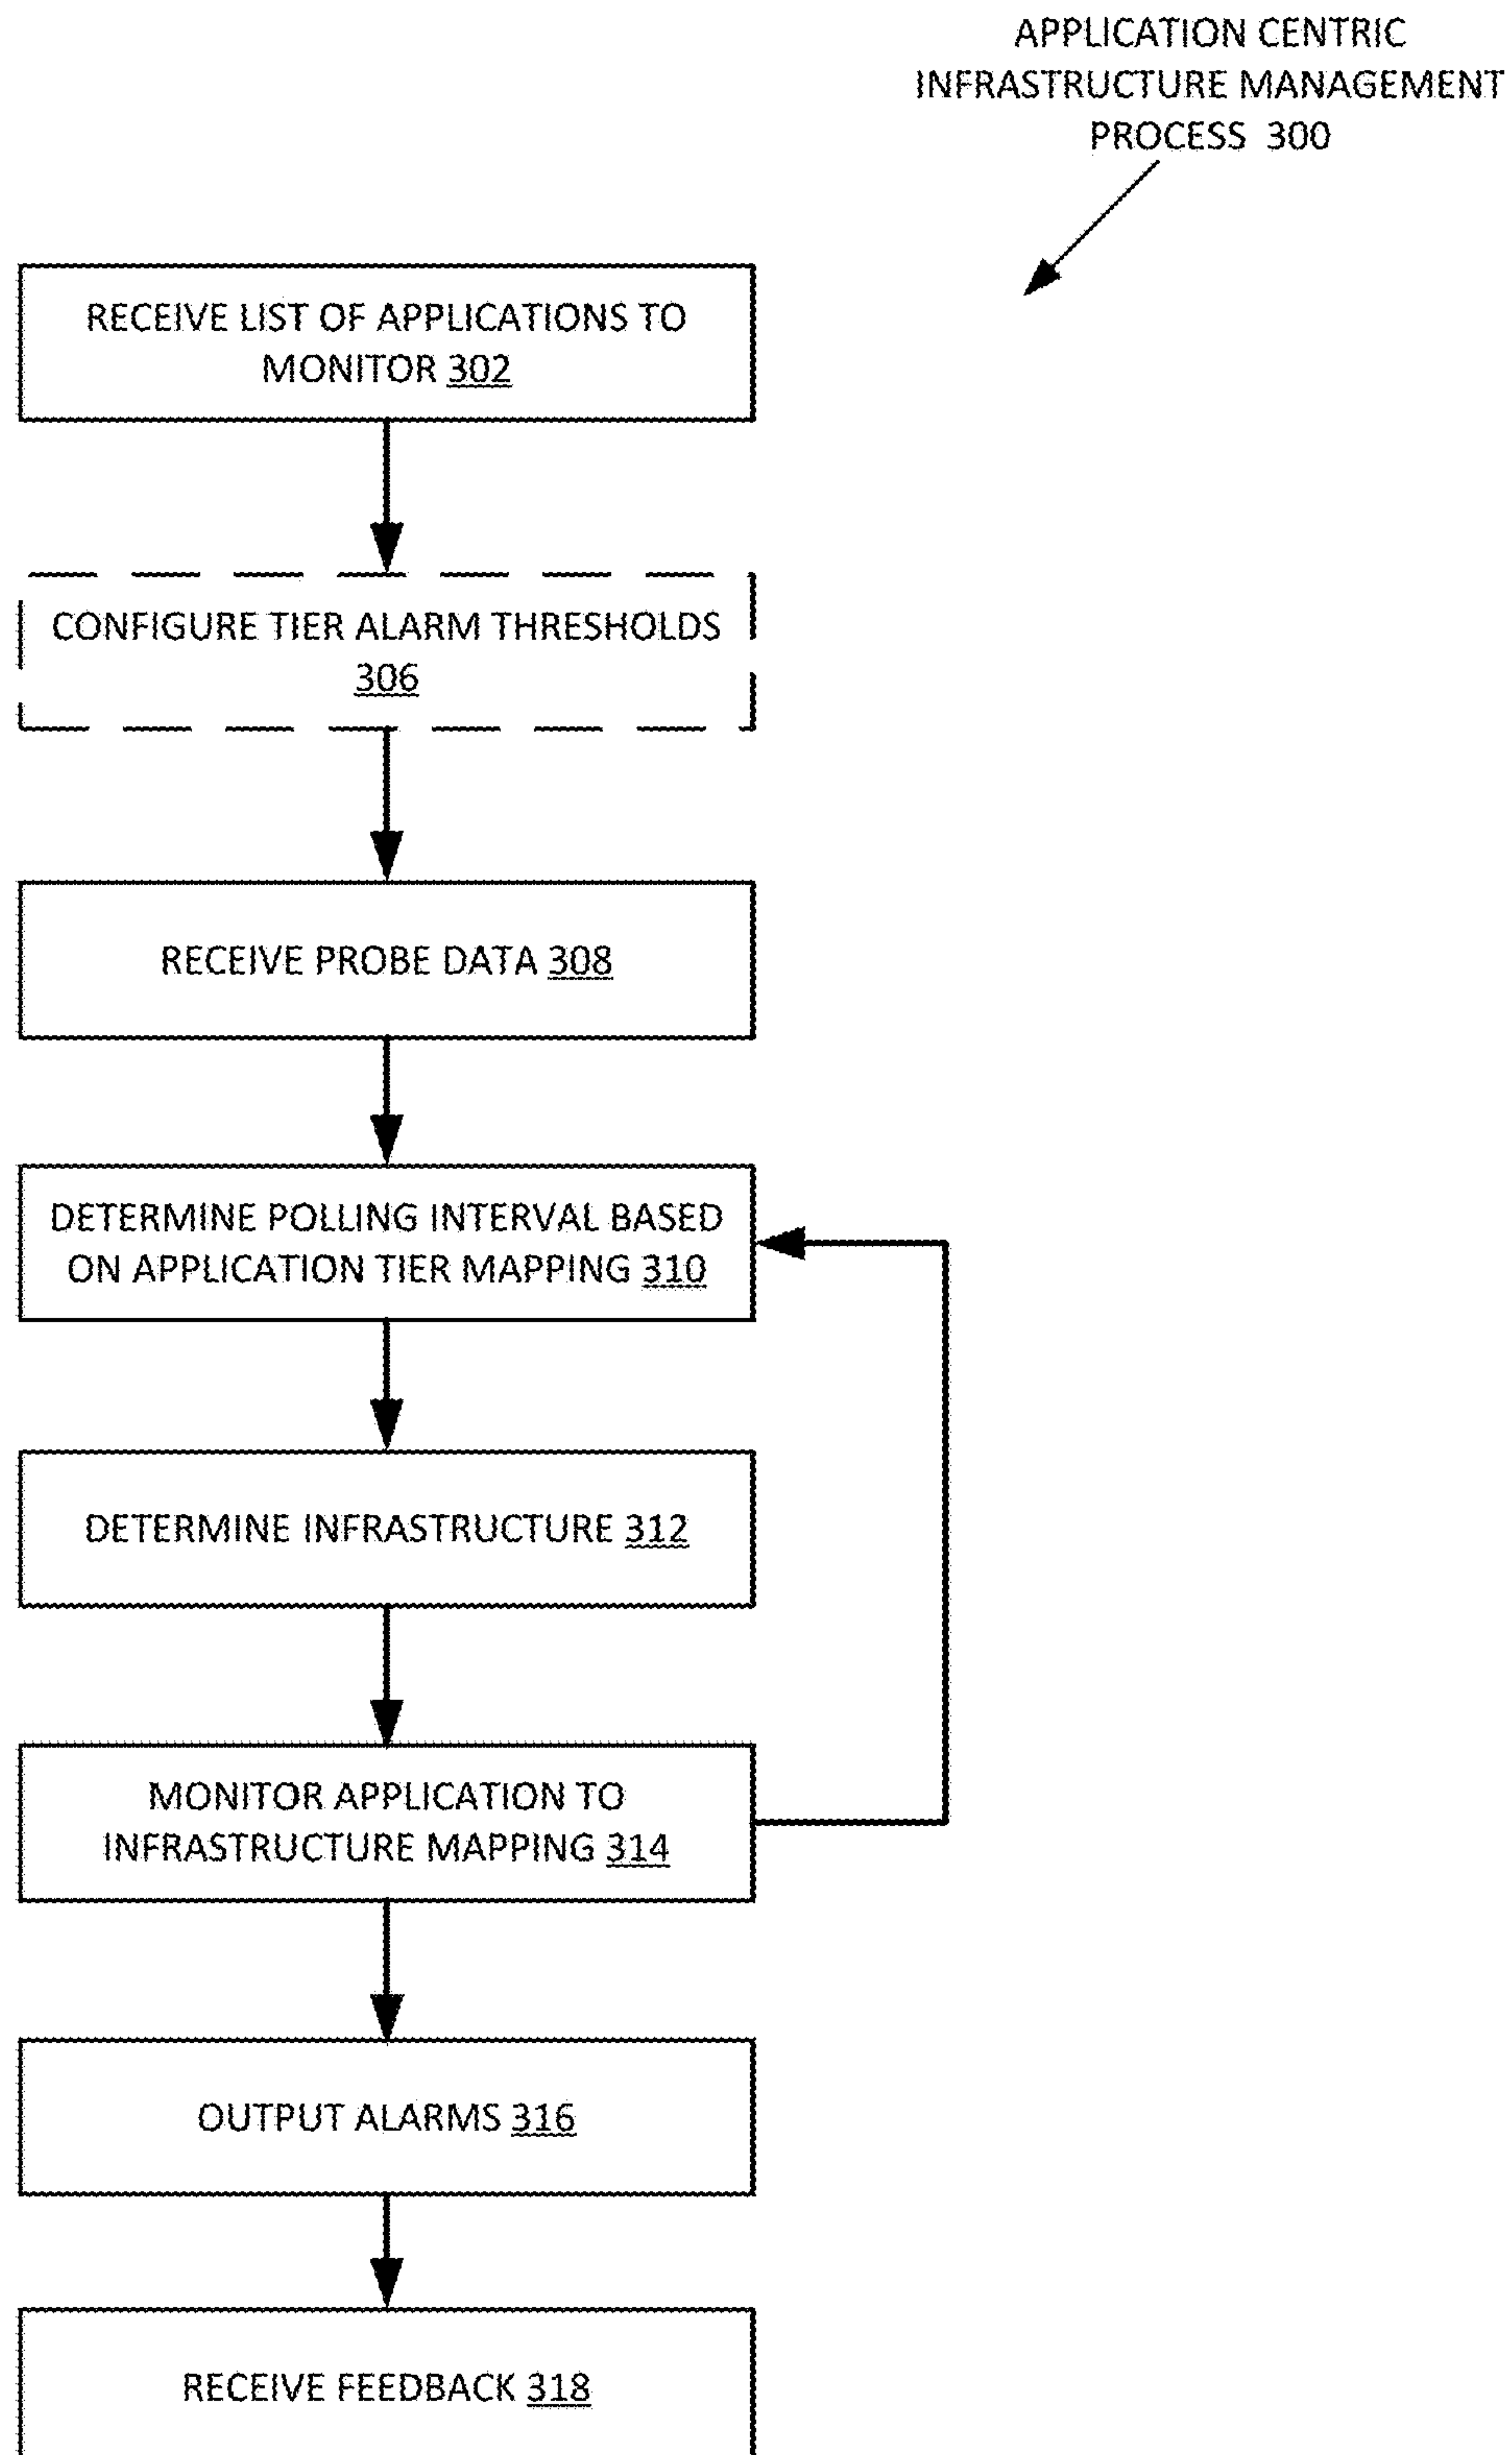 APPLICATION CENTRIC
INFRASTRUCTURE MANAGEMENT
PROCESS 300
RECEIVE LIST OF APPLICATIONS TO
MONITOR 302
CONFIGURE TIER ALARM THRESHOLDS
306
RECEIVE PROBE DATA 308
DETERMINE POLLING INTERVAL BASED
ON APPLICATION TIER MAPPING 310
DETERMINE INFRASTRUCTURE 312
MONITOR APPLICATION TO
INFRASTRUCTURE MAPPING 314
OUTPUT ALARMS 316
RECEIVE FEEDBACK 318